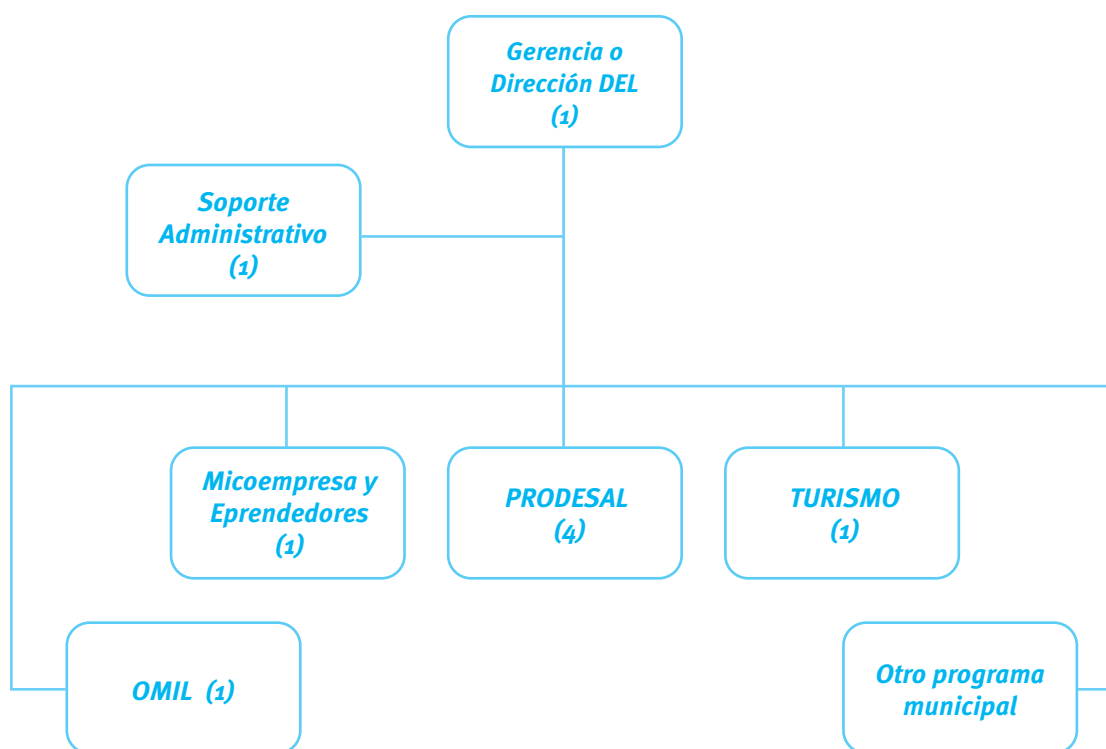 Gerencia o
Dirección DEL
(1)
Soporte
Administrativo
(1)
Micoempresa y
Eprendedores
(1)
PRODESAL
(4)
TURISMO
(1)
OMIL (1)
Otro programa
municipal